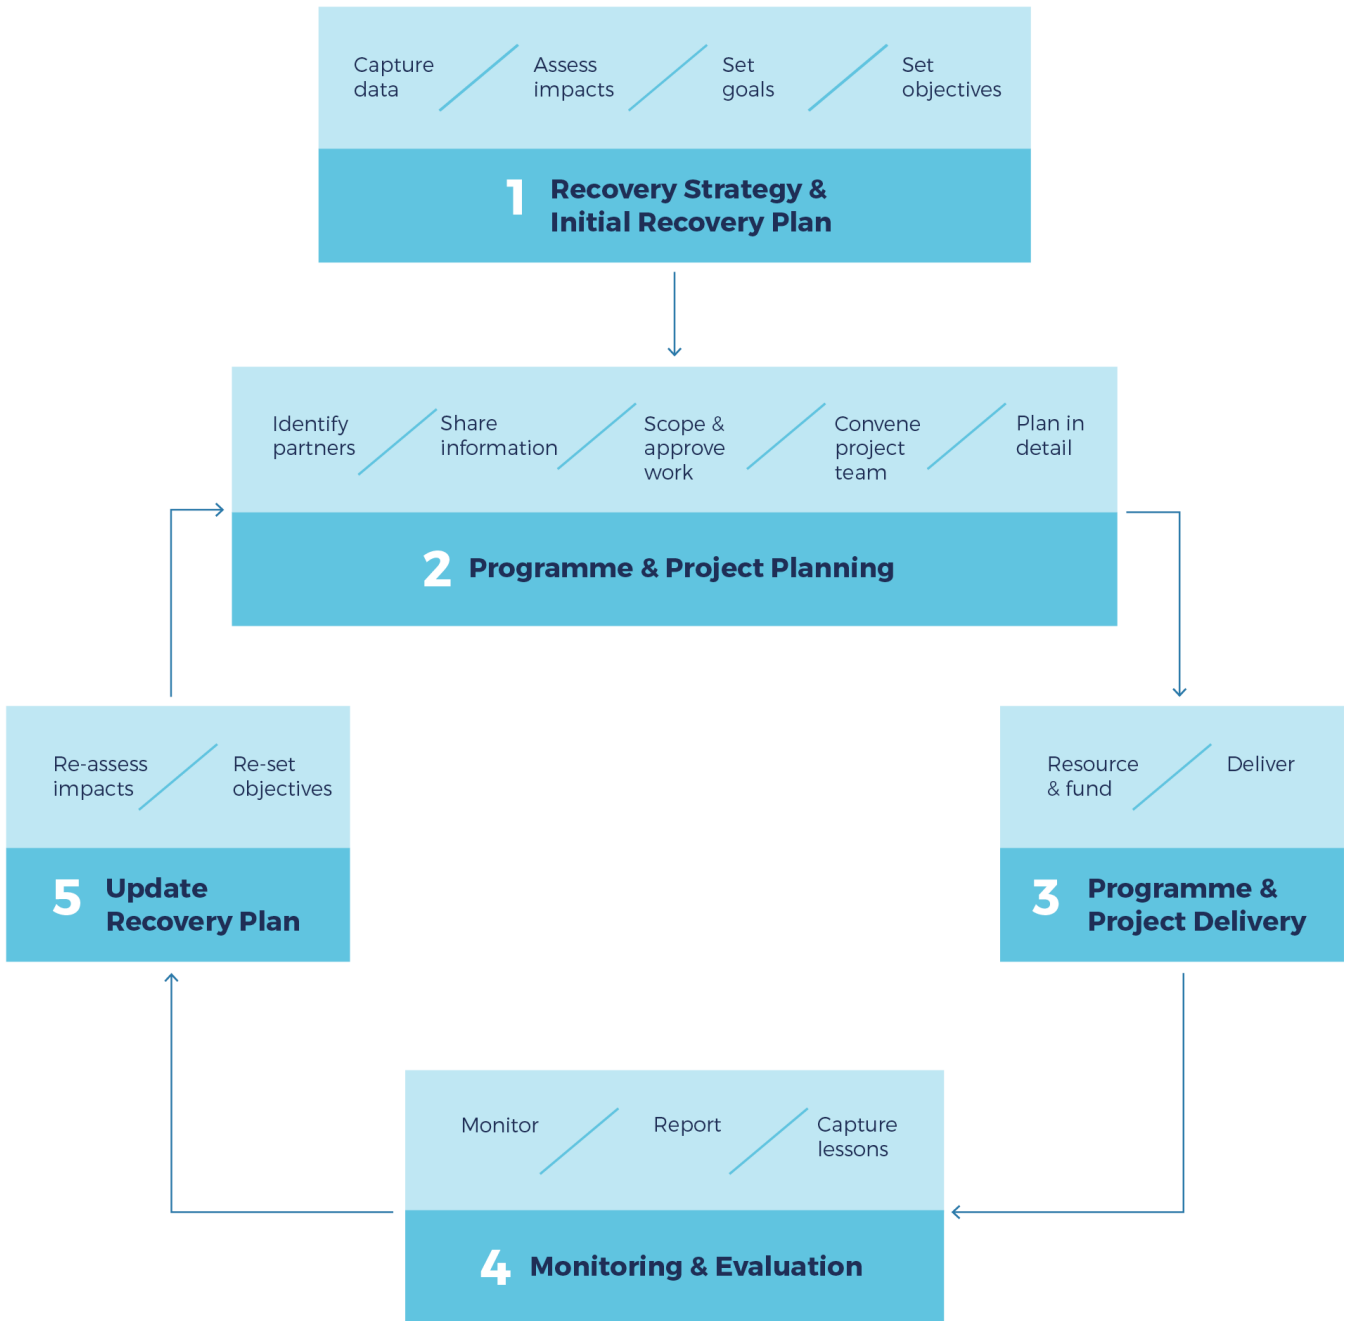 Capture
data
Assess
impacts
Set
goals
Set
objectives
1
Recovery Strategy &
Initial Recovery Plan
Identify
partners
Share
information
Scope &
approve
work
Convene
project
team
Plan in
detail
2 Programme & Project Planning
Re-assess
impacts
Re-set
objectives
5
Update
Recovery Plan
Resource
& fund
Deliver
3
Programme &
Project Delivery
Monitor
Report
Capture
lessons
4 Monitoring & Evaluation